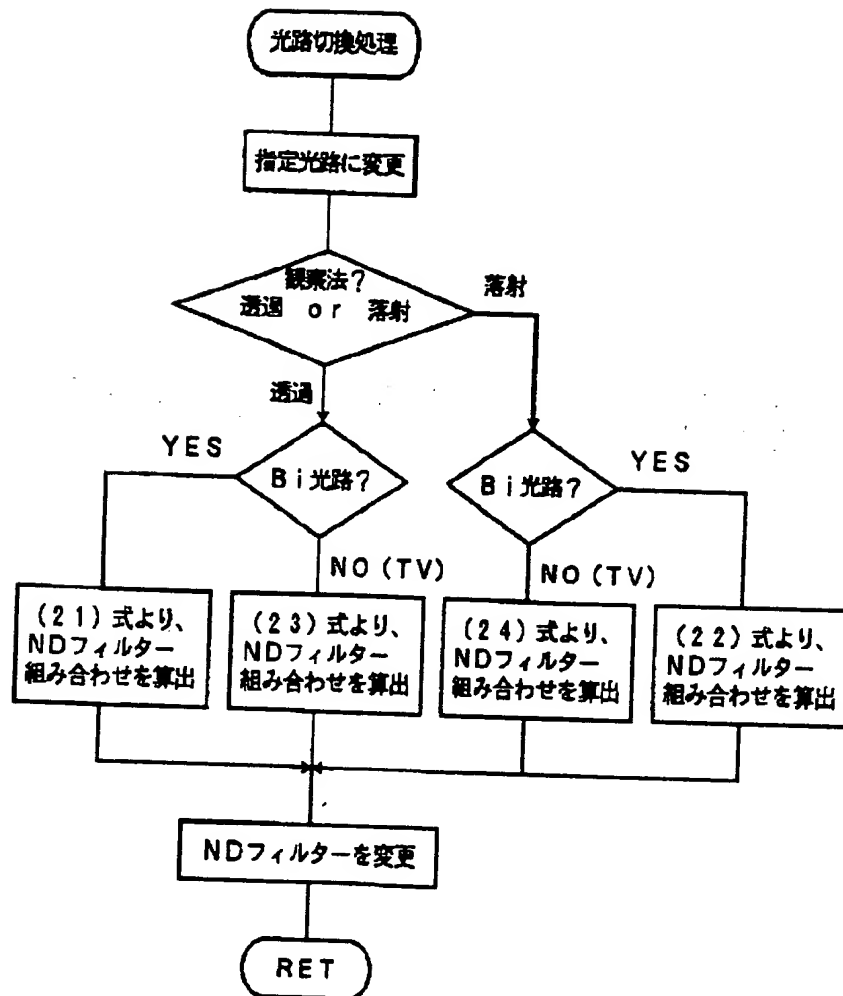 光路切換処理
指定光路に変更
観察法?
透過 or 落射
落射
透過
YES
Bi光路?
Bi光路?
YES
NO(TV)
NO(TV)
(21)式より、
NDフィルター
組み合わせを算出
(23)式より、
NDフィルター
組み合わせを算出
(24)式より、
NDフィルター
組み合わせを算出
(22)式より、
NDフィルター
組み合わせを算出
NDフィルターを変更
RET